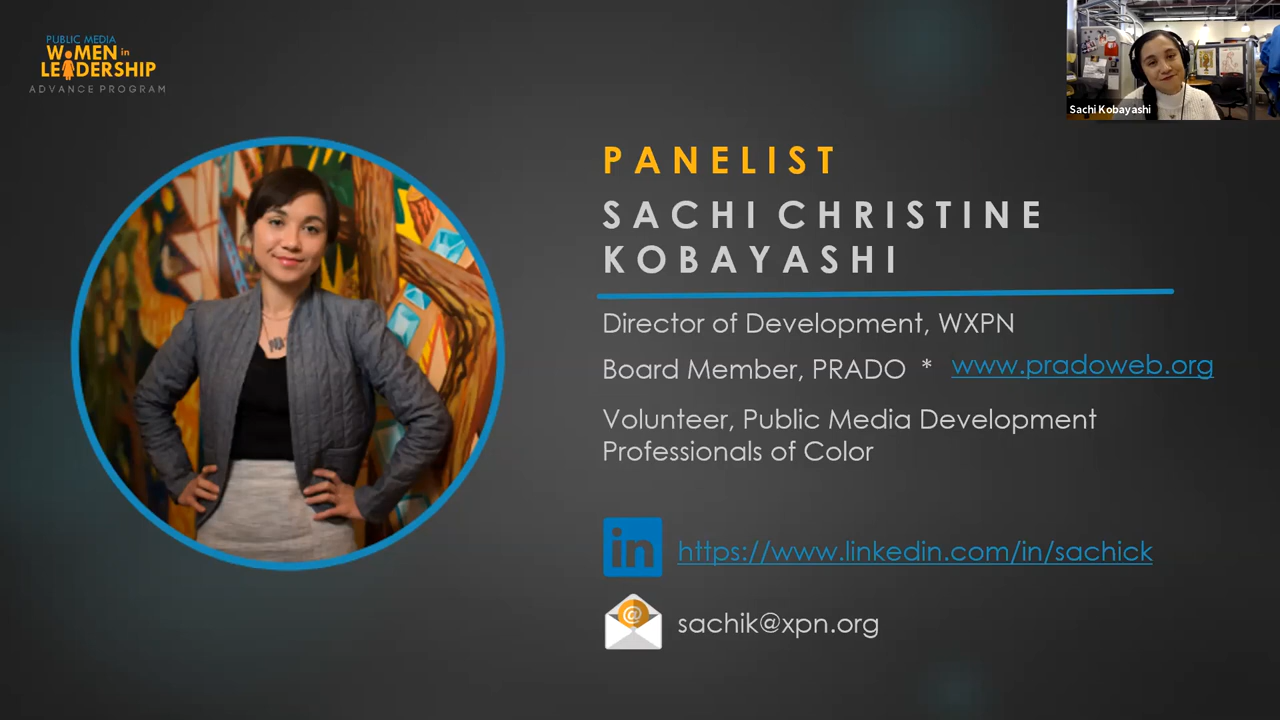 PUBLIC MEDIA
WOMEN in
LEADERSHIP
ADVANCE PROGRAM
Sachi Kobayashi
PANELIST
SACHI CHRISTINE
KOBAYASHI
Director of Development, WXPN
Board Member, PRADO * www.pradoweb.org
Volunteer, Public Media Development
Professionals of Color
in https://www.linkedin.com/in/sachick
@ sachik@xpn.org